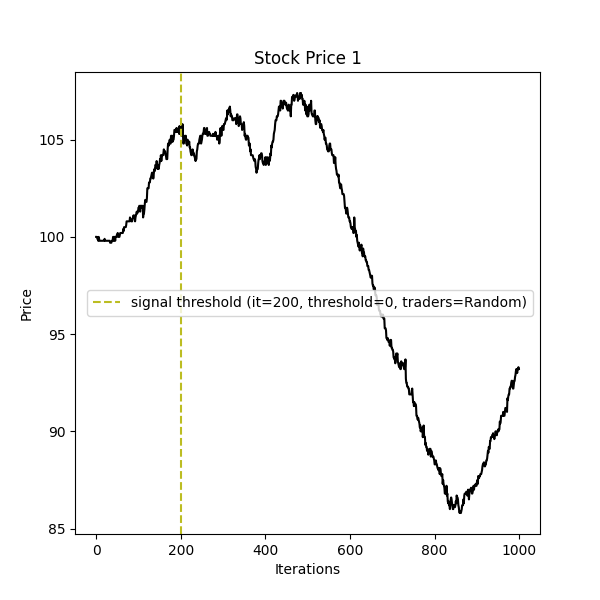 Stock Price 1
Price
105
100
95
90
85
signal threshold (it=200, threshold=0, traders=Random)
0 200 400 600 800 1000
Iterations